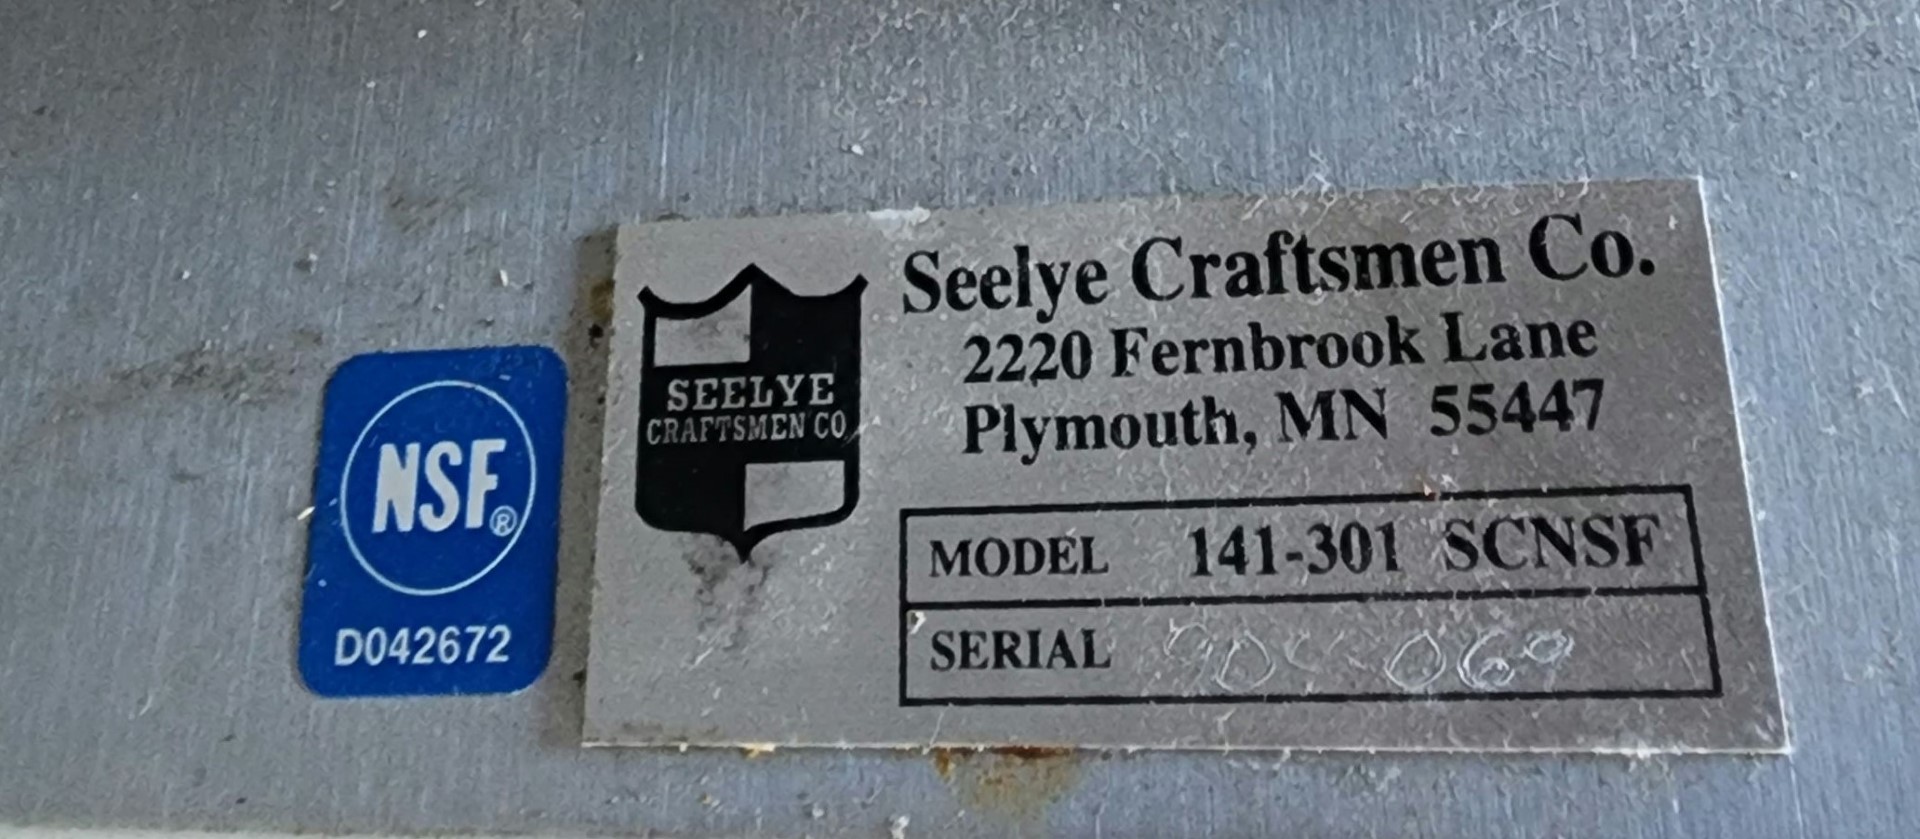 NSF®
D042672
SEELYE
CRAFTSMEN CO
Seelye Craftsmen Co.
2220 Fernbrook Lane
Plymouth, MN 55447
MODEL 141-301 SCNSF
SERIAL